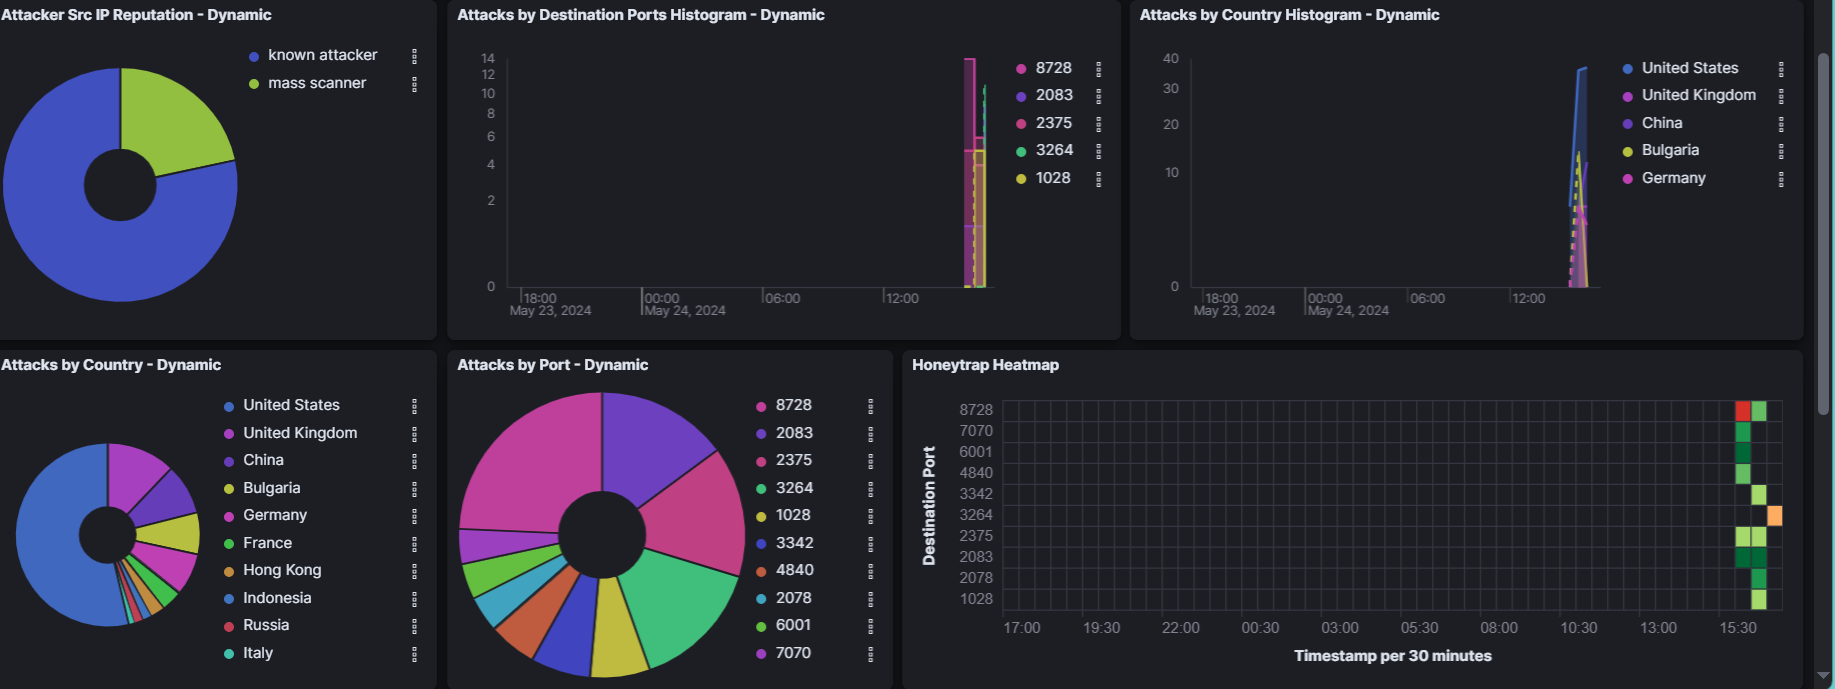 Attacker Src IP Reputation - Dynamic
known attacker
mass scanner
Attacks by Destination Ports Histogram - Dynamic
14
12
10
8
6
4
2
0
18:00
May 23, 2024
00:00
May 24, 2024
06:00
12:00
8728
2083
2375
3264
1028
Attacks by Country Histogram - Dynamic
40
30
20
10
0
18:00
May 23, 2024
00:00
May 24, 2024
06:00
12:00
United States
United Kingdom
China
Bulgaria
Germany
Attacks by Country - Dynamic
United States
United Kingdom
China
Bulgaria
Germany
France
Hong Kong
Indonesia
Russia
Italy
Attacks by Port - Dynamic
8728
2083
2375
3264
1028
3342
4840
2078
6001
7070
Honeytrap Heatmap
Destination Port
8728
7070
6001
4840
3342
3264
2375
2083
2078
1028
17:00 19:30 22:00 00:30 03:00 05:30 08:00 10:30 13:00 15:30
Timestamp per 30 minutes